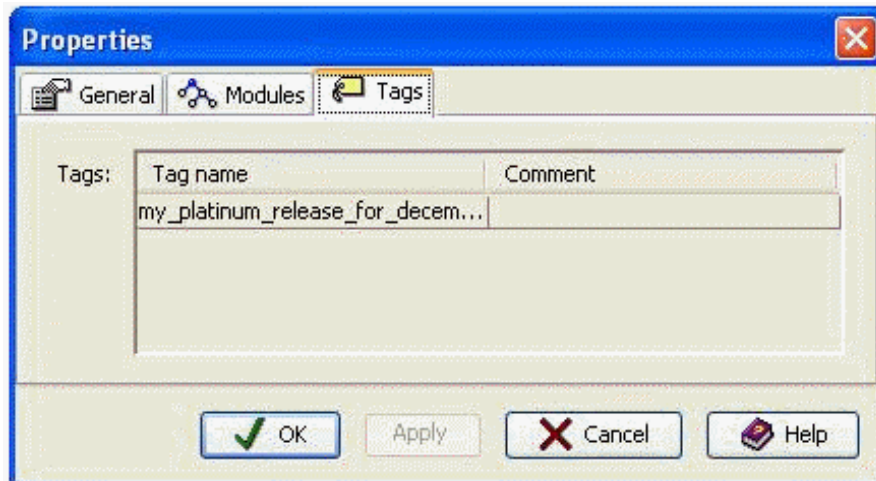 Properties
General Modules Tags
Tags: Tag name Comment
my_platinum_release_for_decem...
OK Apply Cancel Help